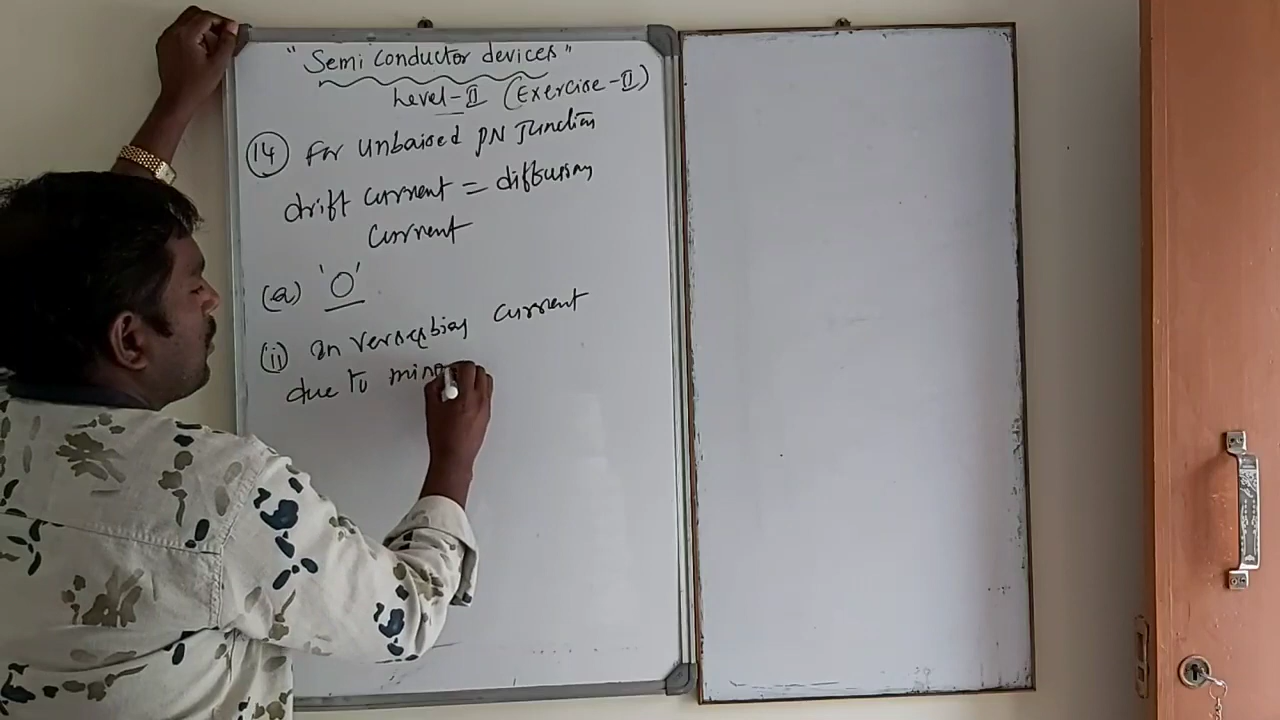 "Semi Conductor devices"
Level-II (Exercise-II)
14 For Unbaised PN Junction
drift current = diffusion
current
(a) 'O'
(ii) In reverse bias current
due to mino